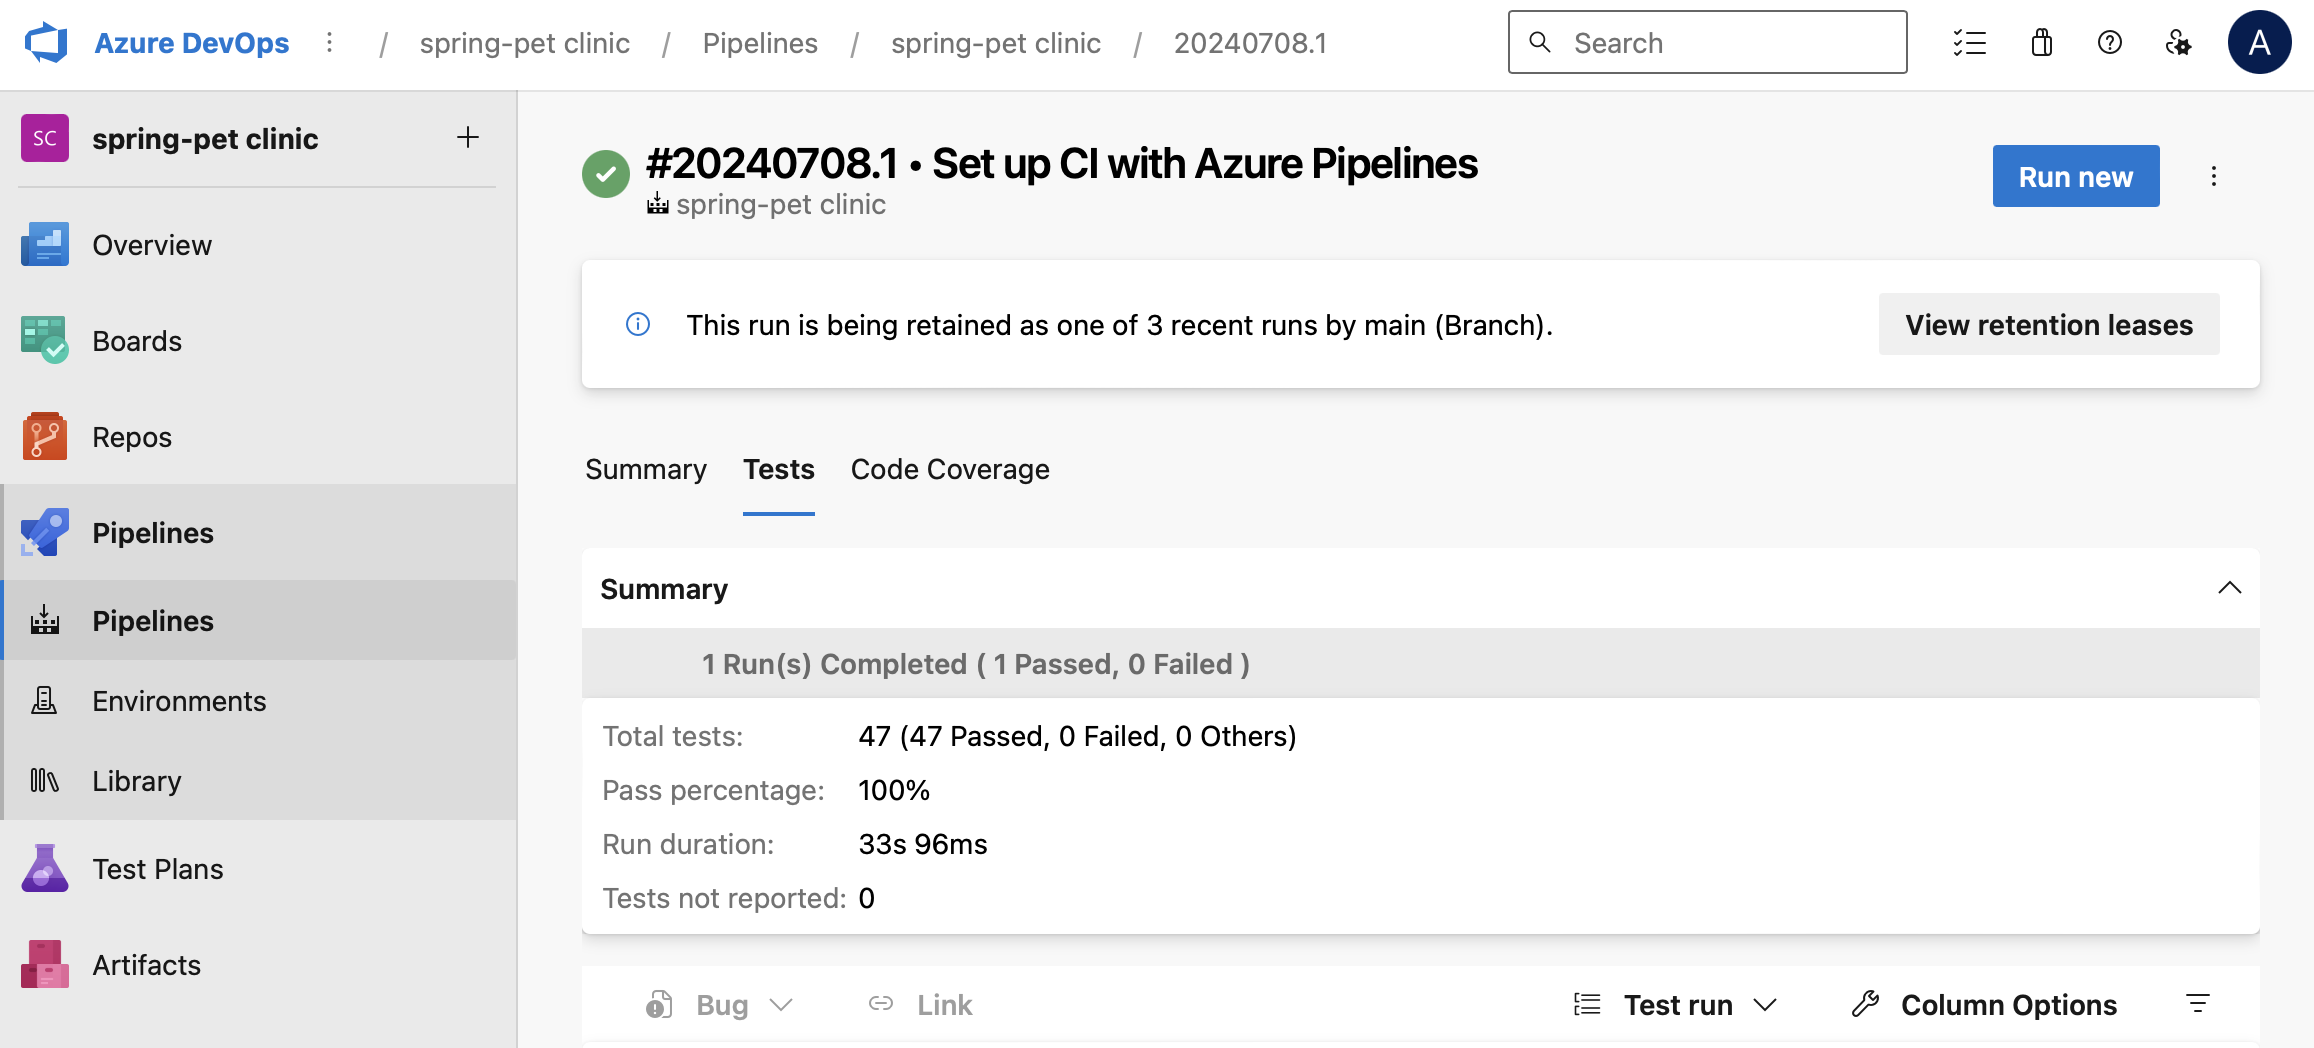 Azure DevOps / spring-pet clinic / Pipelines / spring-pet clinic / 20240708.1
Search
A
SC
spring-pet clinic
Overview
Boards
Repos
Pipelines
Pipelines
Environments
Library
Test Plans
Artifacts
#20240708.1 • Set up CI with Azure Pipelines
spring-pet clinic
Run new
This run is being retained as one of 3 recent runs by main (Branch).
View retention leases
Summary Tests Code Coverage
Summary
1 Run(s) Completed ( 1 Passed, 0 Failed )
Total tests: 47 (47 Passed, 0 Failed, 0 Others)
Pass percentage: 100%
Run duration: 33s 96ms
Tests not reported: 0
Bug Link Test run Column Options